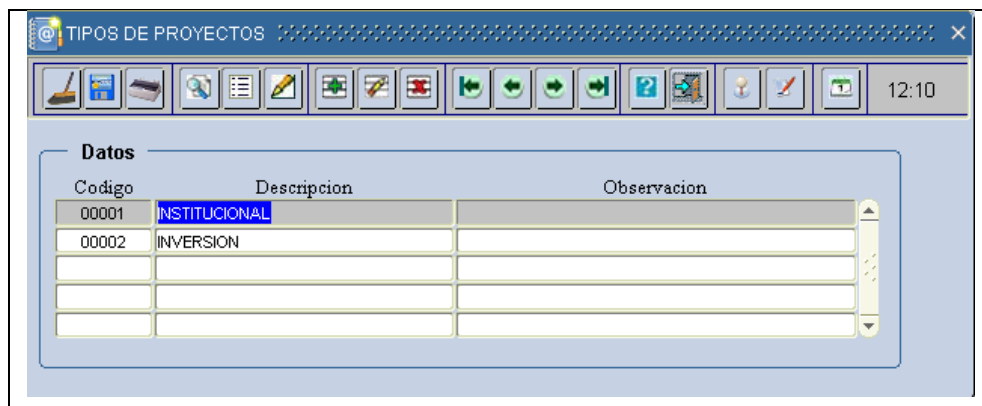 TIPOS DE PROYECTOS
12:10
Datos
Codigo Descripcion Observacion
00001 INSTITUCIONAL
00002 INVERSION